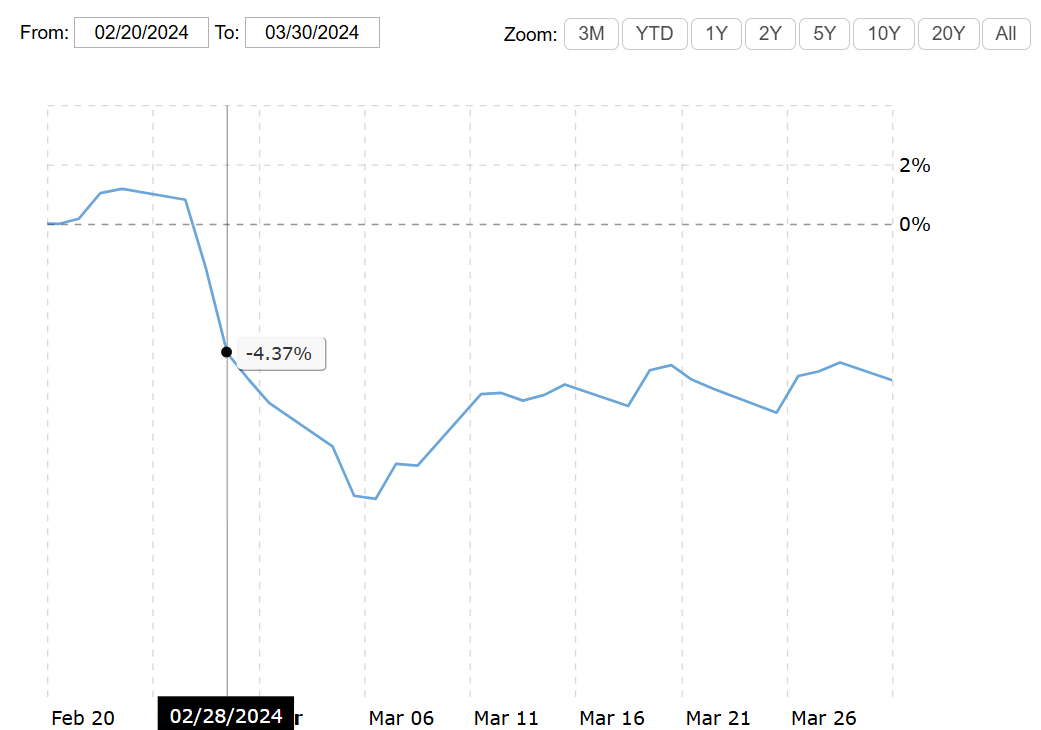 From: 02/20/2024 To: 03/30/2024 Zoom: 3M YTD 1Y 2Y 5Y 10Y 20Y All
2%
0%
-4.37%
Feb 20 02/28/2024 r Mar 06 Mar 11 Mar 16 Mar 21 Mar 26